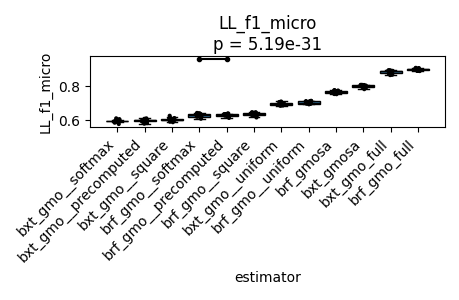 LL_f1_micro
p = 5.19e-31
LL_f1_micro
0.8
0.6
bxt_gmo__softmax
bxt_gmo__precomputed
bxt_gmo__square
brf_gmo__softmax
brf_gmo__precomputed
brf_gmo__square
bxt_gmo__uniform
brf_gmo__uniform
brf_gmosa
bxt_gmosa
bxt_gmo_full
brf_gmo_full
estimator